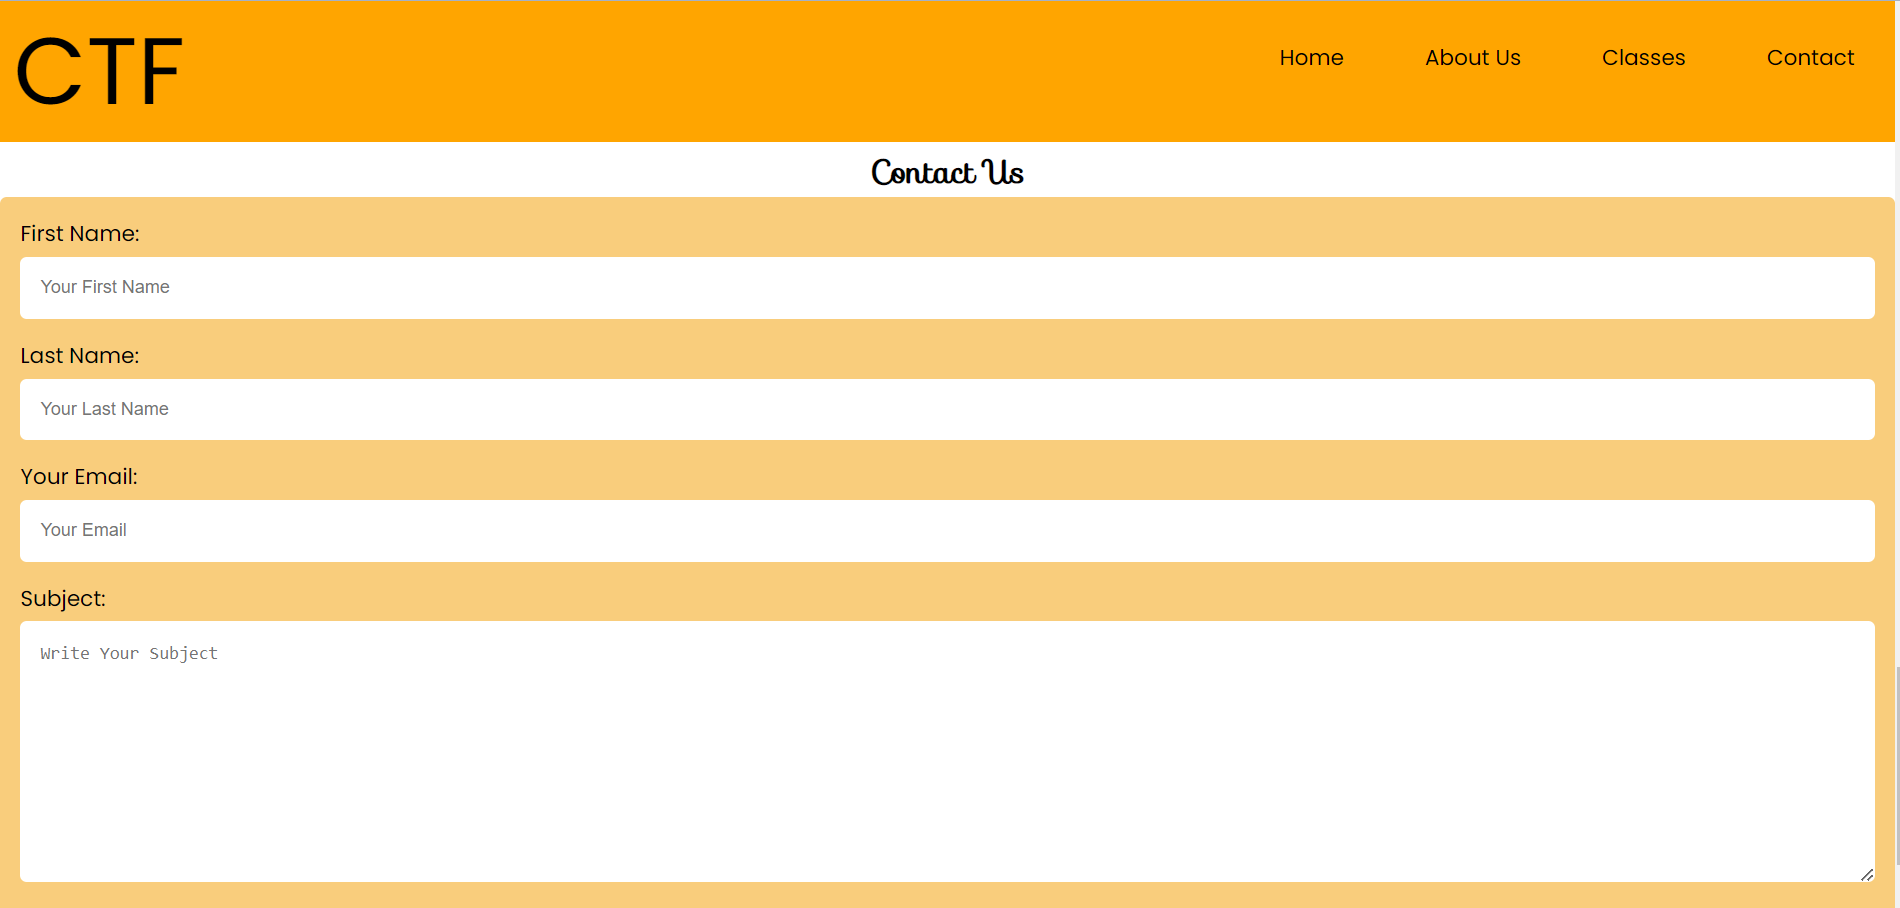 CTF
Home About Us Classes Contact
Contact Us
First Name:
Your First Name
Last Name:
Your Last Name
Your Email:
Your Email
Subject:
Write Your Subject